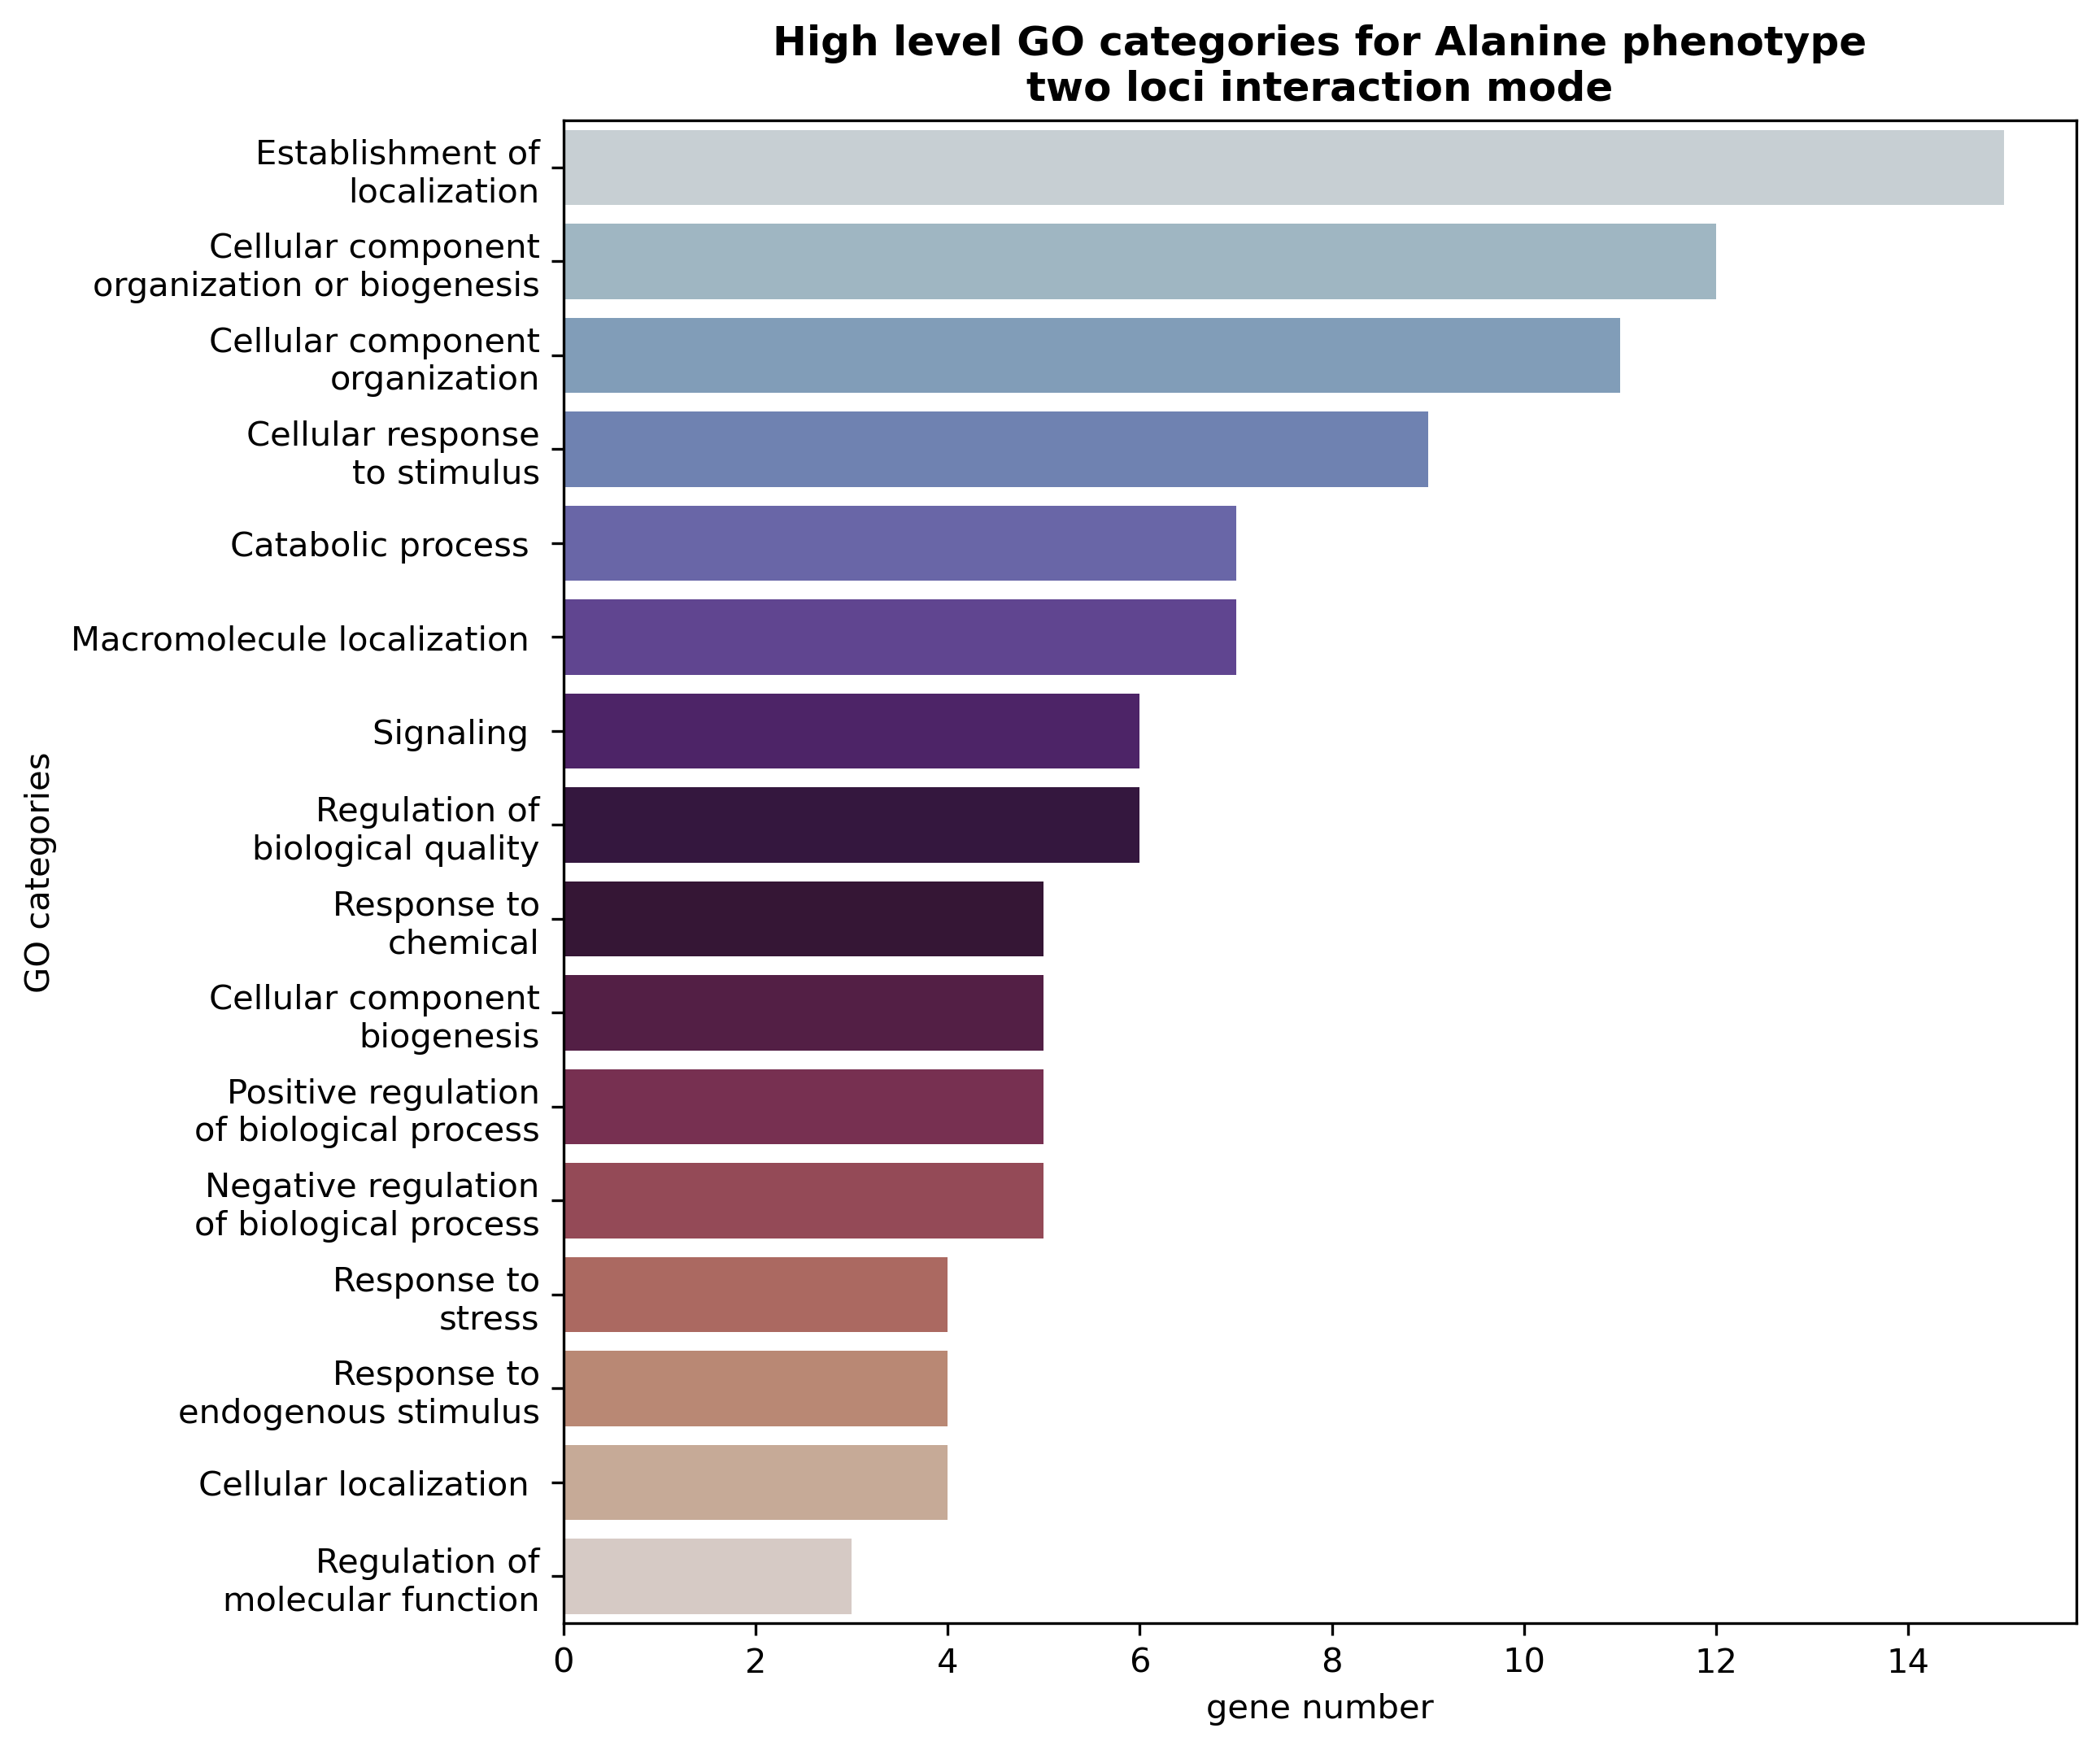 High level GO categories for Alanine phenotype
two loci interaction mode
Establishment of
localization
Cellular component
organization or biogenesis
Cellular component
organization
Cellular response
to stimulus
Catabolic process
Macromolecule localization
Signaling
Regulation of
biological quality
Response to
chemical
Cellular component
biogenesis
Positive regulation
of biological process
Negative regulation
of biological process
Response to
stress
Response to
endogenous stimulus
Cellular localization
Regulation of
molecular function
GO categories
0 2 4 6 8 10 12 14
gene number